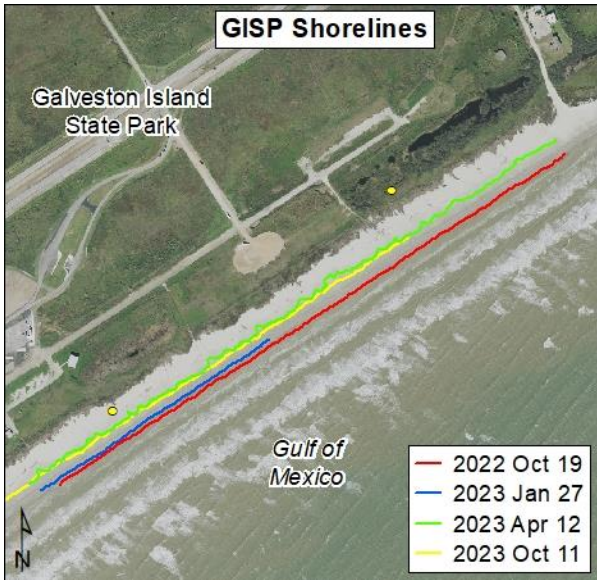 GISP Shorelines
Galveston Island
State Park
Gulf of
Mexico
2022 Oct 19
2023 Jan 27
2023 Apr 12
2023 Oct 11
N